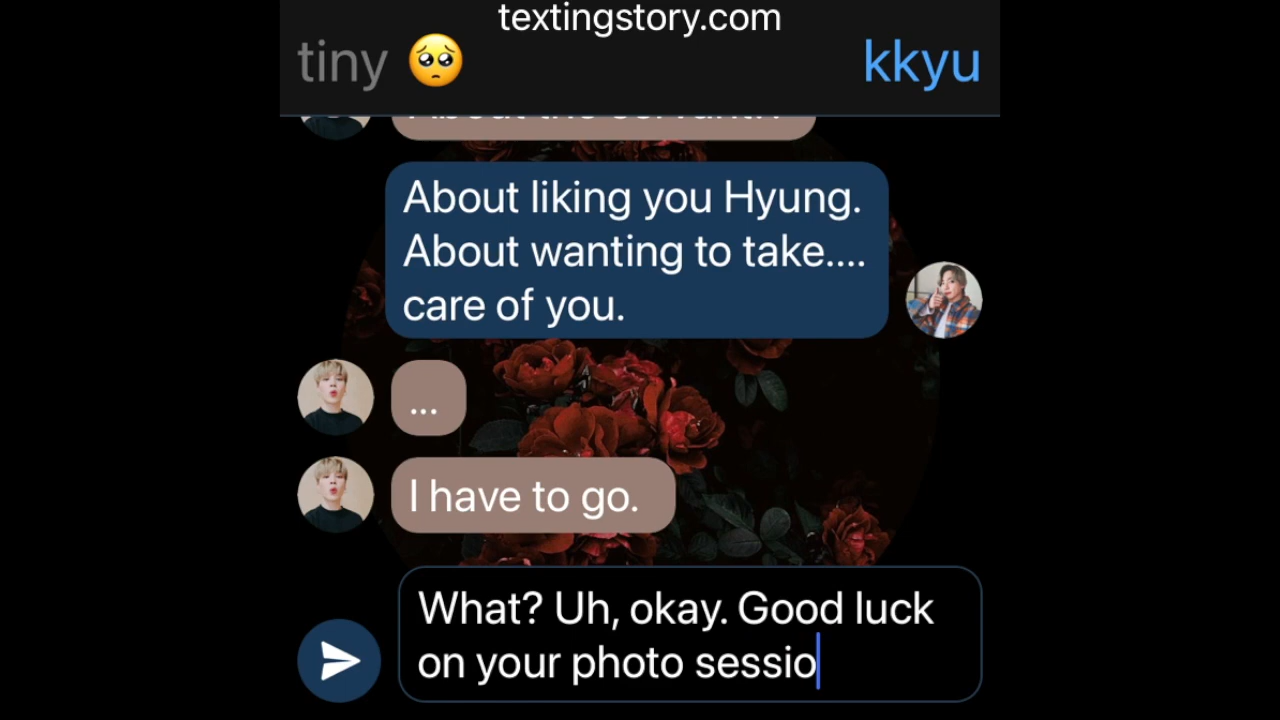 textingstory.com
tiny 🥺
kkyu
About liking you Hyung.
About wanting to take....
care of you.
...
I have to go.
What? Uh, okay. Good luck
on your photo sessio